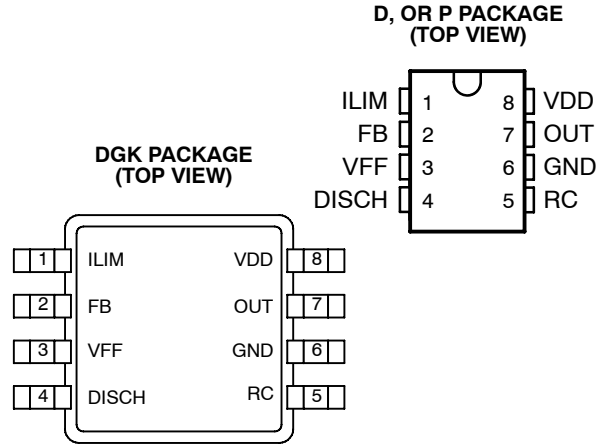 D, OR P PACKAGE
(TOP VIEW)
ILIM 1 8 VDD
FB 2 7 OUT
VFF 3 6 GND
DISCH 4 5 RC
DGK PACKAGE
(TOP VIEW)
1 ILIM VDD 8
2 FB OUT 7
3 VFF GND 6
4 DISCH RC 5